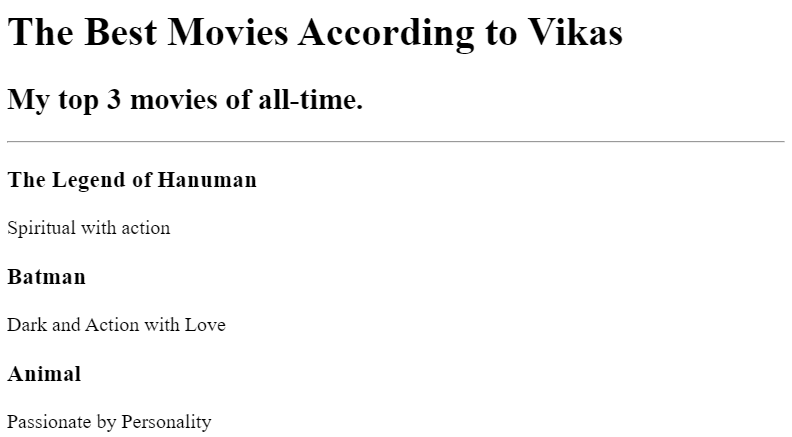 The Best Movies According to Vikas
My top 3 movies of all-time.
The Legend of Hanuman
Spiritual with action
Batman
Dark and Action with Love
Animal
Passionate by Personality